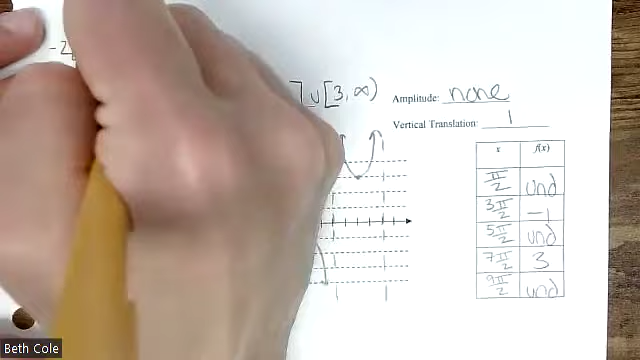 -2
] ∪ [3, ∞)
Amplitude: none
Vertical Translation: 1
x f(x)
π/2 und
3π/2 -1
5π/2 und
7π/2 3
9π/2 und
Beth Cole